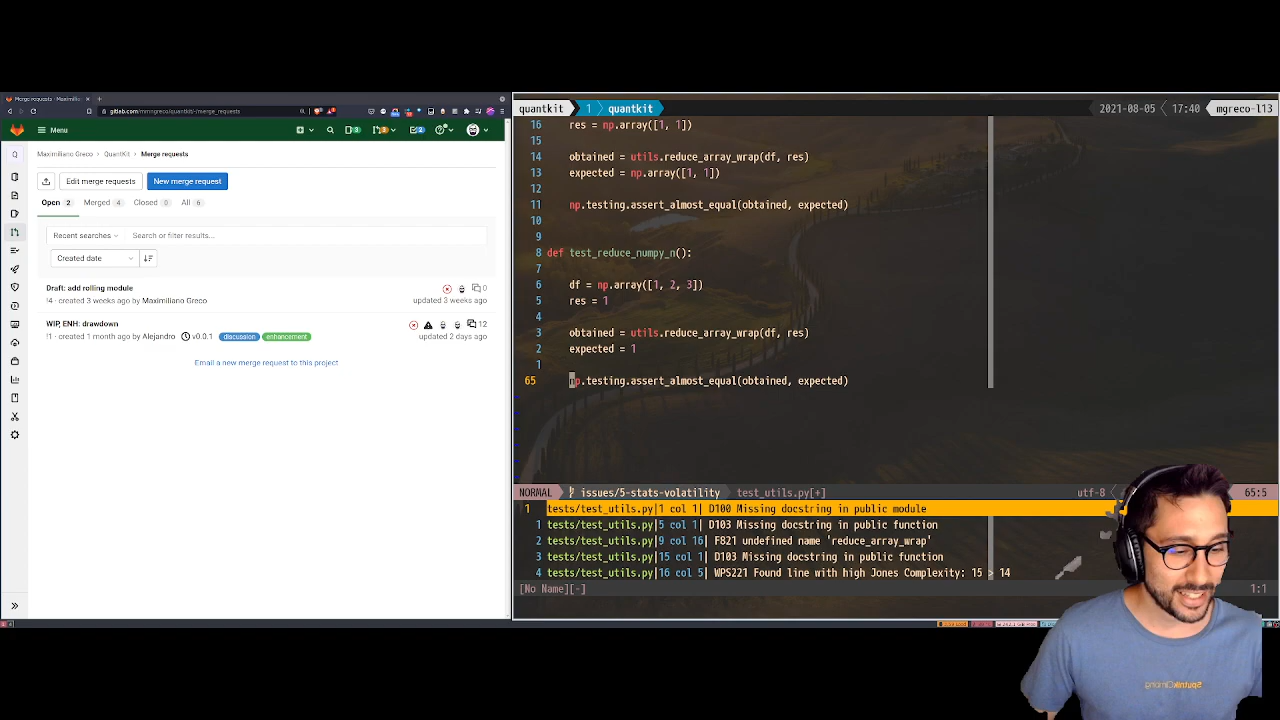 Merge requests · Maximilia
gitlab.com/mmngreco/quantkit/-/merge_requests
Menu
Maximiliano Greco
QuantKit
Merge requests
Edit merge requests
New merge request
Open 2
Merged 4
Closed 0
All 6
Recent searches
Search or filter results...
Created date
Draft: add rolling module
0
!4 · created 3 weeks ago by Maximiliano Greco
updated 3 weeks ago
WIP, ENH: drawdown
12
!1 · created 1 month ago by Alejandro
v0.0.1
discussion
enhancement
updated 2 days ago
Email a new merge request to this project
quantkit 1 quantkit
2021-08-05 17:40 mgreco-l13
16 res = np.array([1, 1])
15
14 obtained = utils.reduce_array_wrap(df, res)
13 expected = np.array([1, 1])
12
11 np.testing.assert_almost_equal(obtained, expected)
10
9
8 def test_reduce_numpy_n():
7
6 df = np.array([1, 2, 3])
5 res = 1
4
3 obtained = utils.reduce_array_wrap(df, res)
2 expected = 1
1
65 np.testing.assert_almost_equal(obtained, expected)
NORMAL issues/5-stats-volatility test_utils.py[+]
utf-8
65:5
1 tests/test_utils.py|1 col 1| D100 Missing docstring in public module
1 tests/test_utils.py|5 col 1| D103 Missing docstring in public function
2 tests/test_utils.py|9 col 16| F821 undefined name 'reduce_array_wrap'
3 tests/test_utils.py|15 col 1| D103 Missing docstring in public function
4 tests/test_utils.py|16 col 5| WPS221 Found line with high Jones Complexity: 15 > 14
[No Name][-]
1:1